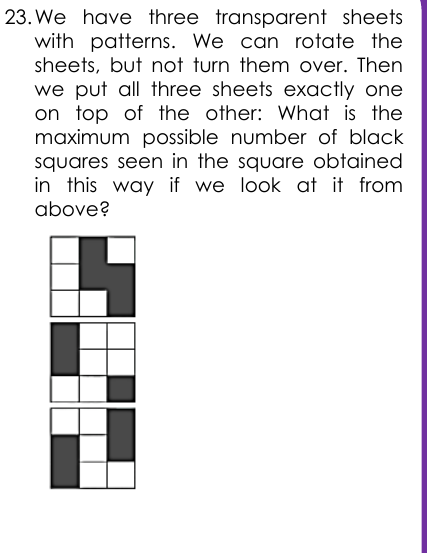 23. We have three transparent sheets
with patterns. We can rotate the
sheets, but not turn them over. Then
we put all three sheets exactly one
on top of the other: What is the
maximum possible number of black
squares seen in the square obtained
in this way if we look at it from
above?